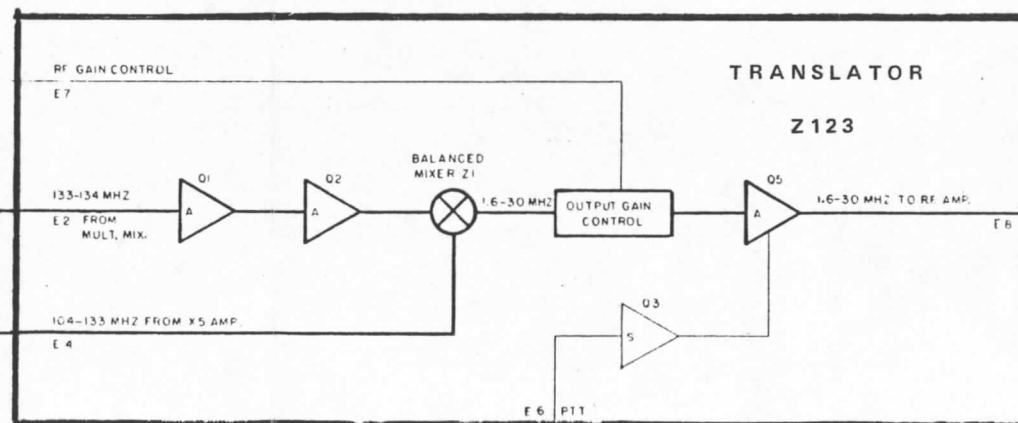 RF GAIN CONTROL
E7
TRANSLATOR
Z123
BALANCED
MIXER Z1
Q1
Q2
Q5
133-134 MHZ
A
A
1.6-30 MHZ
OUTPUT GAIN
CONTROL
A
1.6-30 MHZ TO RF AMP.
E2 FROM
MULT. MIX.
E8
Q3
104-133 MHZ FROM X5 AMP.
S
E4
E6 PTT